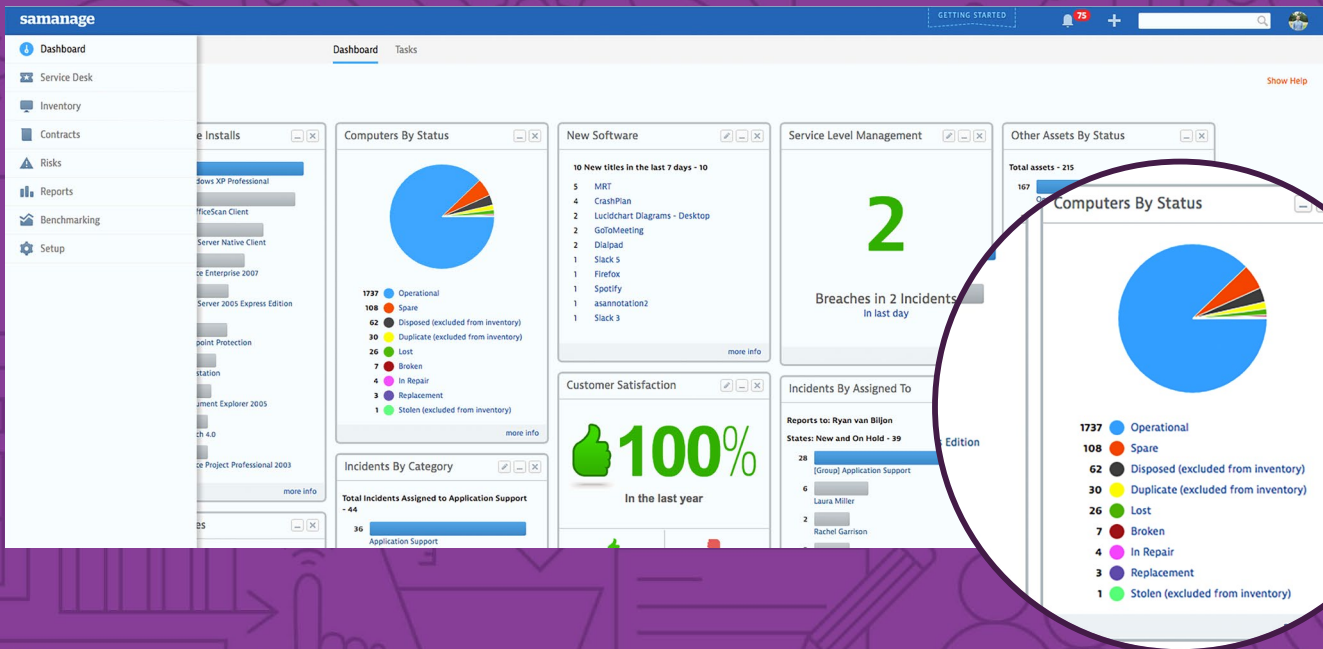 samanage
GETTING STARTED
75
Dashboard
Service Desk
Inventory
Contracts
Risks
Reports
Benchmarking
Setup
Dashboard Tasks
Show Help
Installs
Windows XP Professional
OfficeScan Client
Server Native Client
Enterprise 2007
Server 2005 Express Edition
point Protection
station
ument Explorer 2005
ch 4.0
Project Professional 2003
more info
es
Computers By Status
1737 Operational
108 Spare
62 Disposed (excluded from inventory)
30 Duplicate (excluded from inventory)
26 Lost
7 Broken
4 In Repair
3 Replacement
1 Stolen (excluded from inventory)
more info
Incidents By Category
Total Incidents Assigned to Application Support
- 44
36
Application Support
New Software
10 New titles in the last 7 days - 10
5 MRT
4 CrashPlan
2 Lucidchart Diagrams - Desktop
2 GoToMeeting
2 Dialpad
1 Slack 5
1 Firefox
1 Spotify
1 asannotation2
1 Slack 3
more info
Customer Satisfaction
100%
In the last year
Service Level Management
2
Breaches in 2 Incidents
In last day
Incidents By Assigned To
Reports to: Ryan van Biljon
States: New and On Hold - 39
28
[Group] Application Support
6
Laura Miller
2
Rachel Garrison
Other Assets By Status
Total assets - 215
167
Edition
Computers By Status
1737 Operational
108 Spare
62 Disposed (excluded from inventory)
30 Duplicate (excluded from inventory)
26 Lost
7 Broken
4 In Repair
3 Replacement
1 Stolen (excluded from inventory)